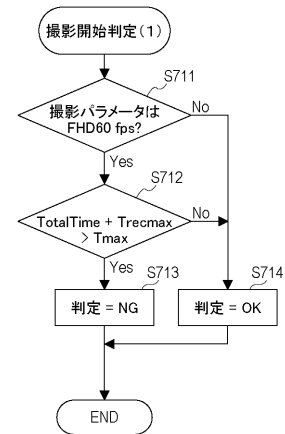 撮影開始判定(1)
S711
撮影パラメータは
FHD60 fps?
No
Yes
S712
TotalTime + Trecmax
> Tmax
No
Yes
S713
S714
判定 = NG
判定 = OK
END